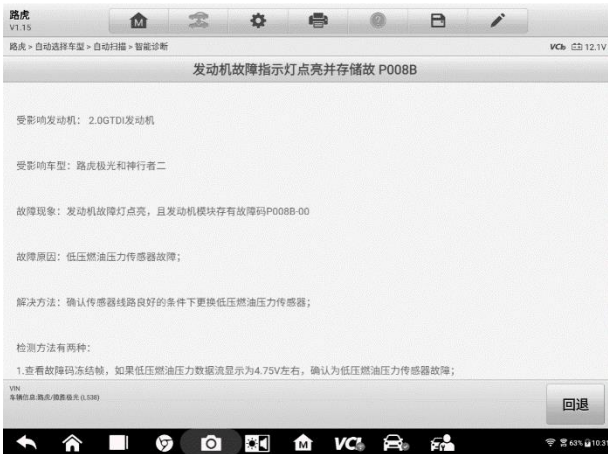 路虎
V1.15
路虎 > 自动选择车型 > 自动扫描 > 智能诊断
VCI 12.1V
发动机故障指示灯点亮并存储故 P008B
受影响发动机： 2.0GTDI发动机
受影响车型：路虎极光和神行者二
故障现象：发动机故障灯点亮，且发动机模块存有故障码P008B-00
故障原因：低压燃油压力传感器故障；
解决方法：确认传感器线路良好的条件下更换低压燃油压力传感器；
检测方法有两种：
1.查看故障码冻结帧，如果低压燃油压力数据流显示为4.75V左右，确认为低压燃油压力传感器故障；
VIN
车辆信息:路虎/揽胜极光 (L538)
回退
VCI
63% 10:31